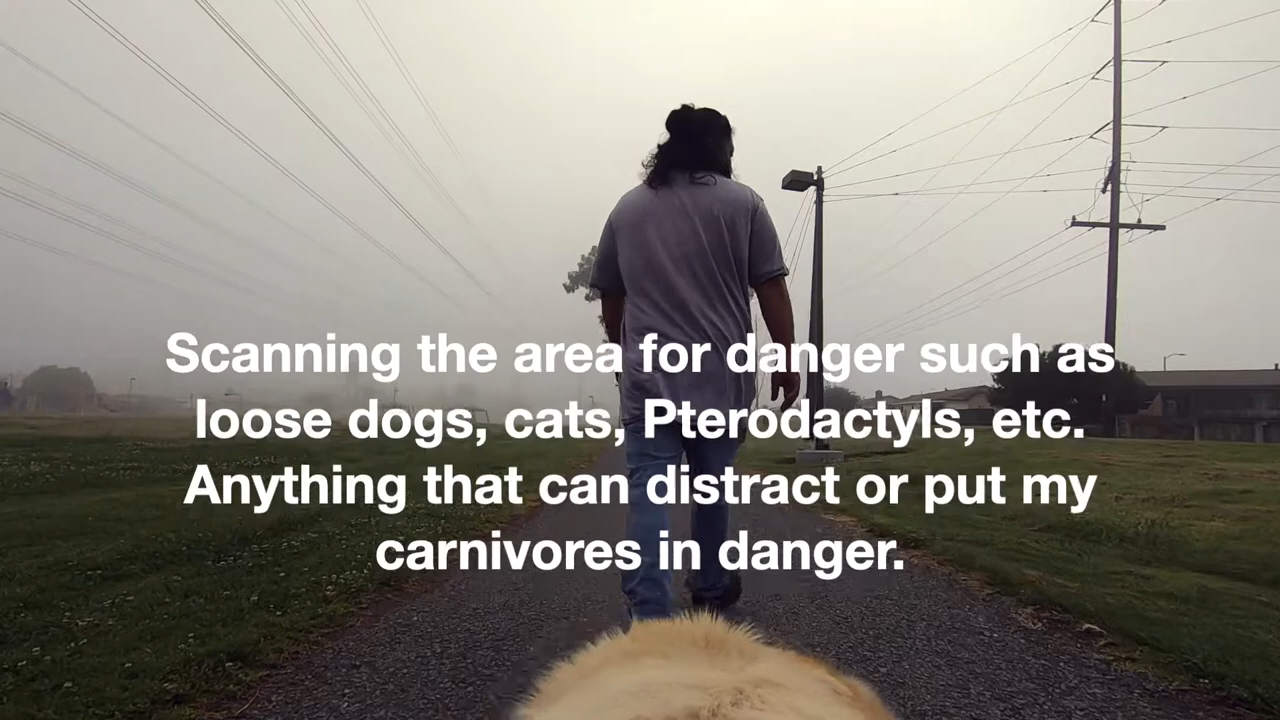 Scanning the area for danger such as
loose dogs, cats, Pterodactyls, etc.
Anything that can distract or put my
carnivores in danger.